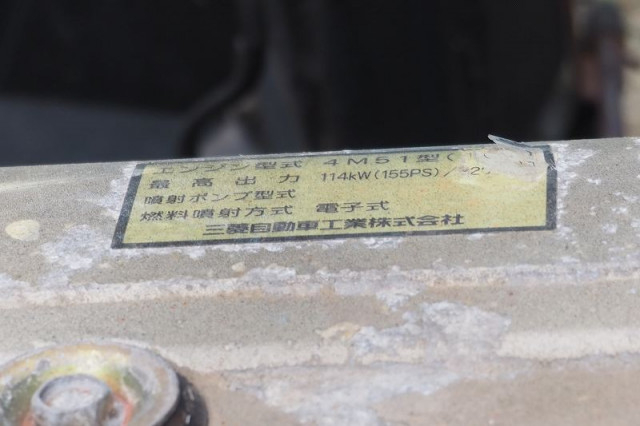 エンジン型式 4M51型(
最高出力 114kW(155PS)/
噴射ポンプ型式
燃料噴射方式 電子式
三菱自動車工業株式会社